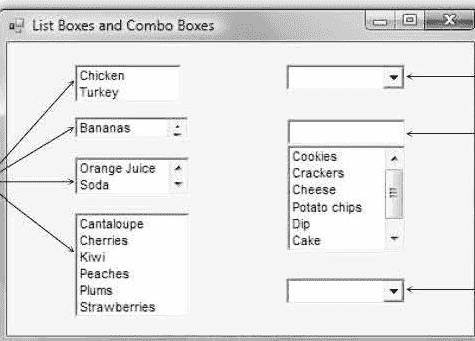 List Boxes and Combo Boxes
Chicken
Turkey
Bananas
Orange Juice
Soda
Cantaloupe
Cherries
Kiwi
Peaches
Plums
Strawberries
Cookies
Crackers
Cheese
Potato chips
Dip
Cake